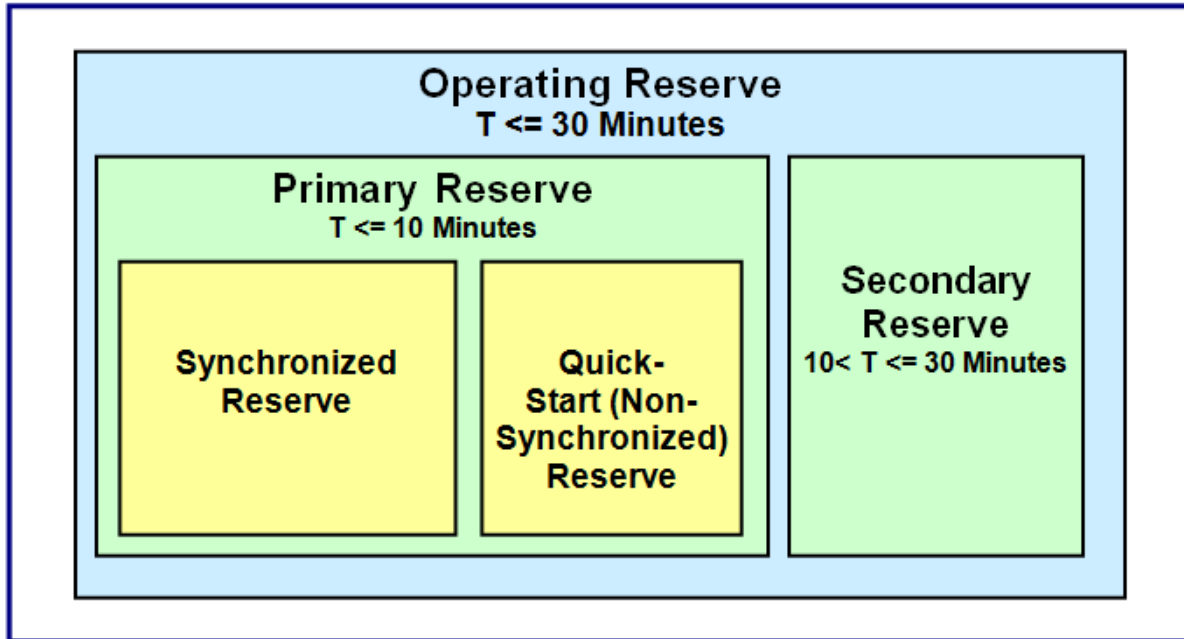 Operating Reserve
T <= 30 Minutes
Primary Reserve
T <= 10 Minutes
Synchronized
Reserve
Quick-
Start (Non-
Synchronized)
Reserve
Secondary
Reserve
10< T <= 30 Minutes